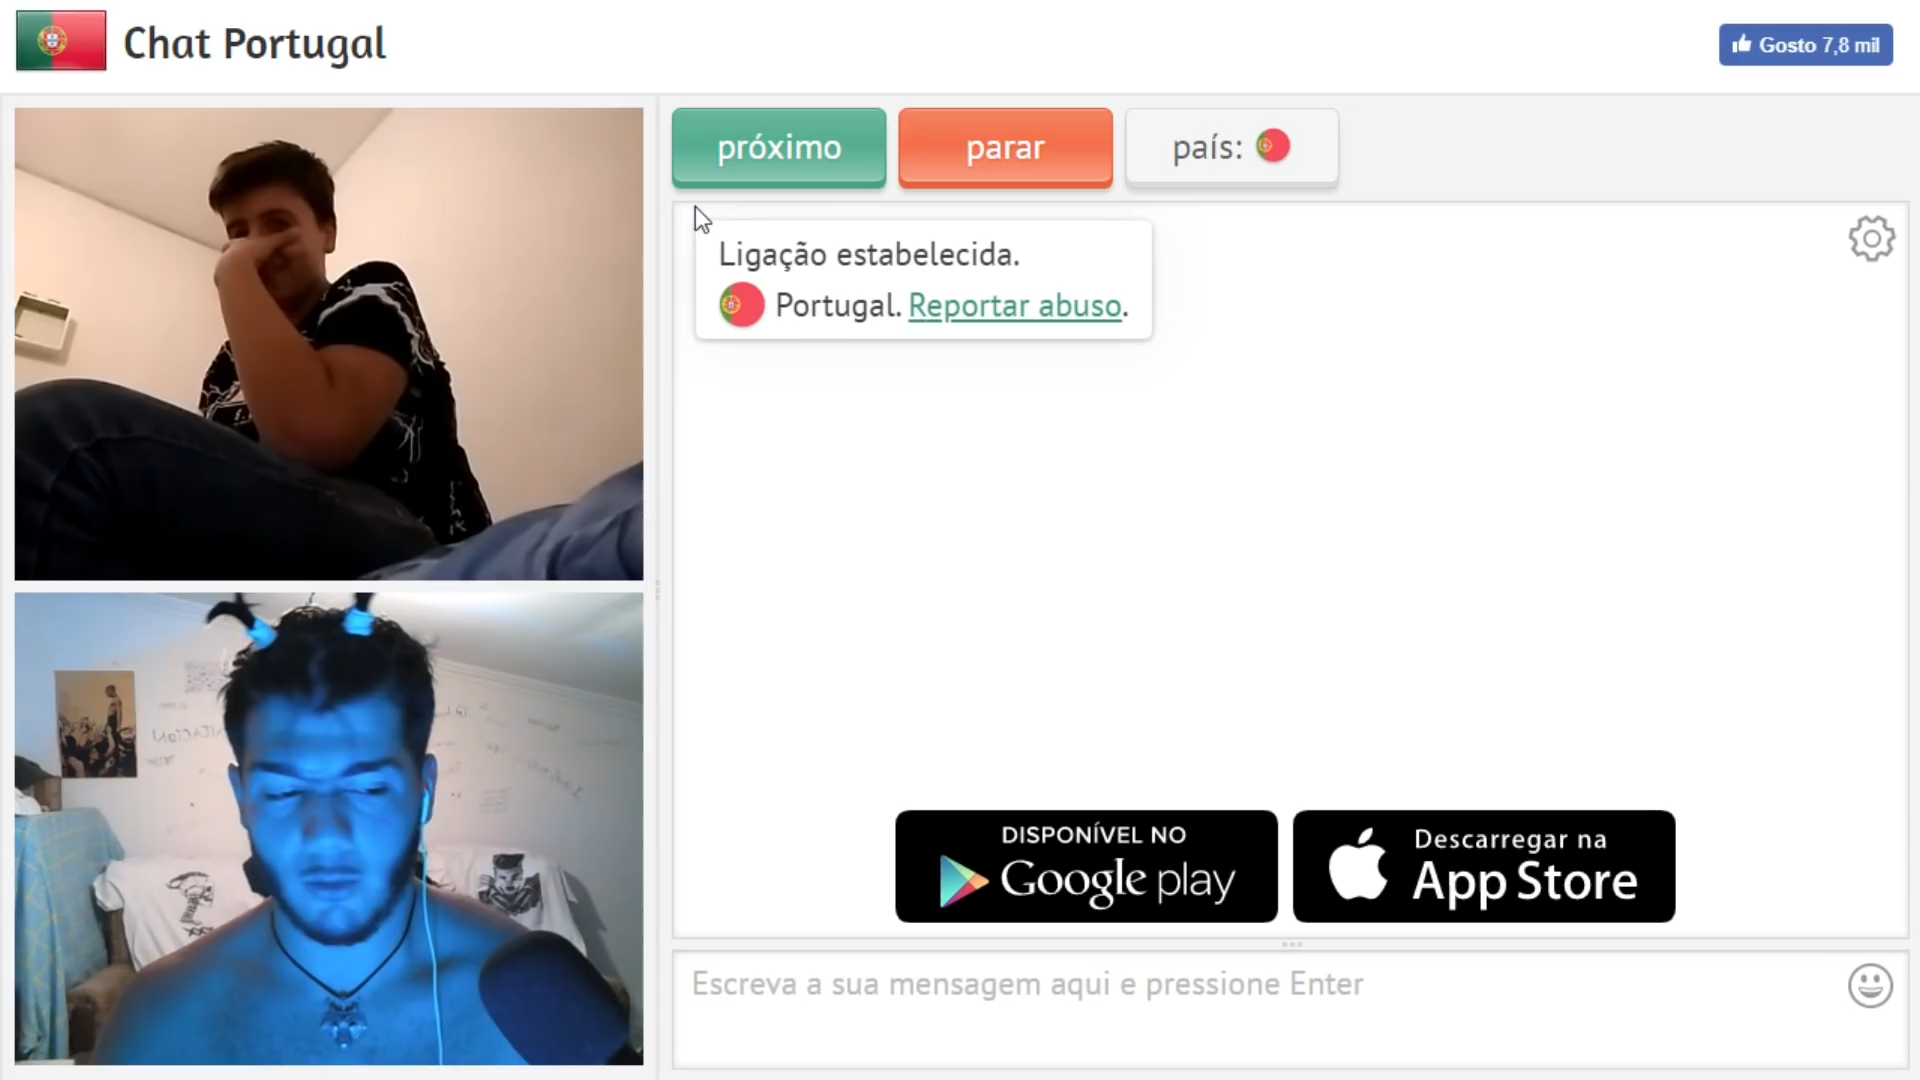 Chat Portugal
Gosto 7,8 mil
próximo
parar
país:
Ligação estabelecida.
Portugal. Reportar abuso.
DISPONÍVEL NO
Google play
Descarregar na
App Store
Escreva a sua mensagem aqui e pressione Enter